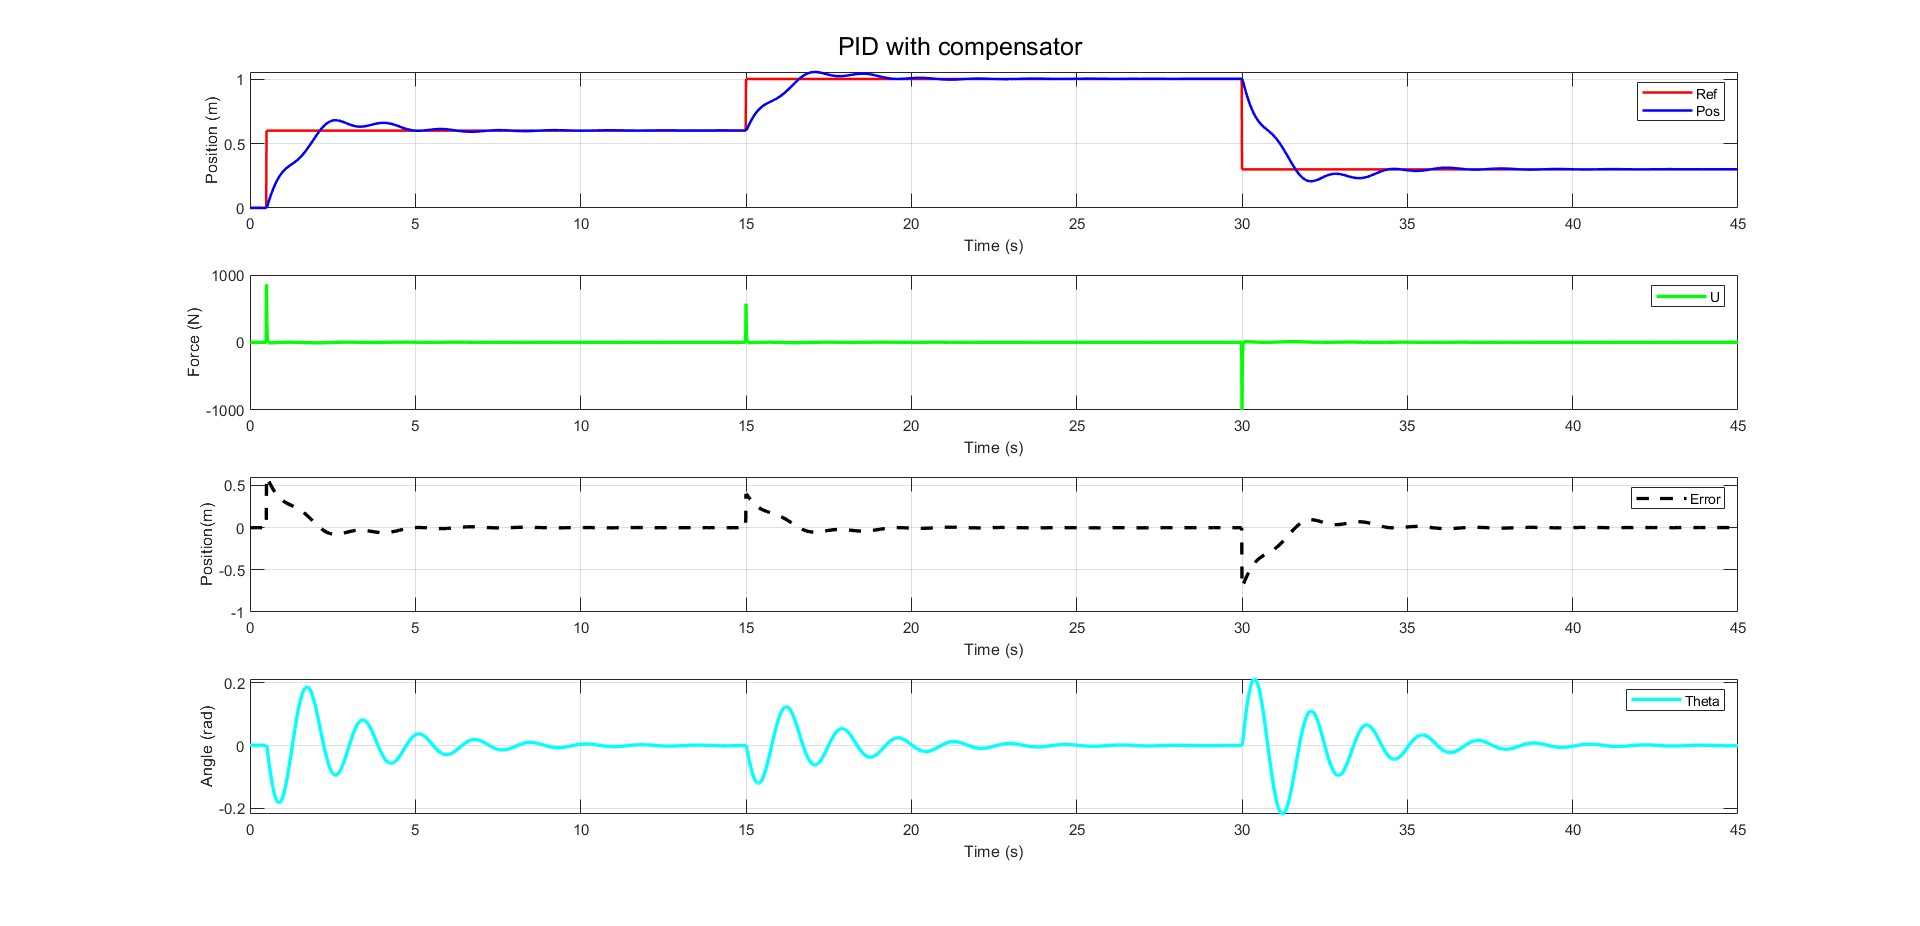 PID with compensator
1
0.5
0
Position (m)
Ref
Pos
0 5 10 15 20 25 30 35 40 45
Time (s)
1000
0
-1000
Force (N)
U
0 5 10 15 20 25 30 35 40 45
Time (s)
0.5
0
-0.5
-1
Position(m)
Error
0 5 10 15 20 25 30 35 40 45
Time (s)
0.2
0
-0.2
Angle (rad)
Theta
0 5 10 15 20 25 30 35 40 45
Time (s)